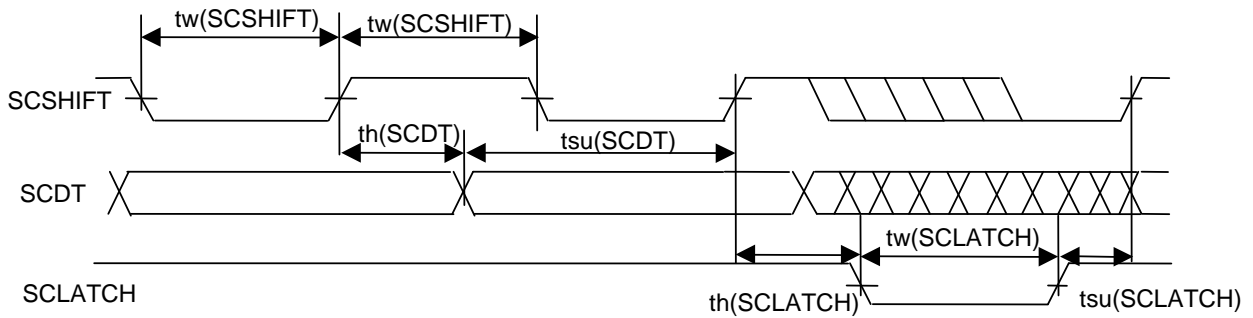 tw(SCSHIFT)
tw(SCSHIFT)
SCSHIFT
th(SCDT)
tsu(SCDT)
SCDT
tw(SCLATCH)
SCLATCH
th(SCLATCH)
tsu(SCLATCH)